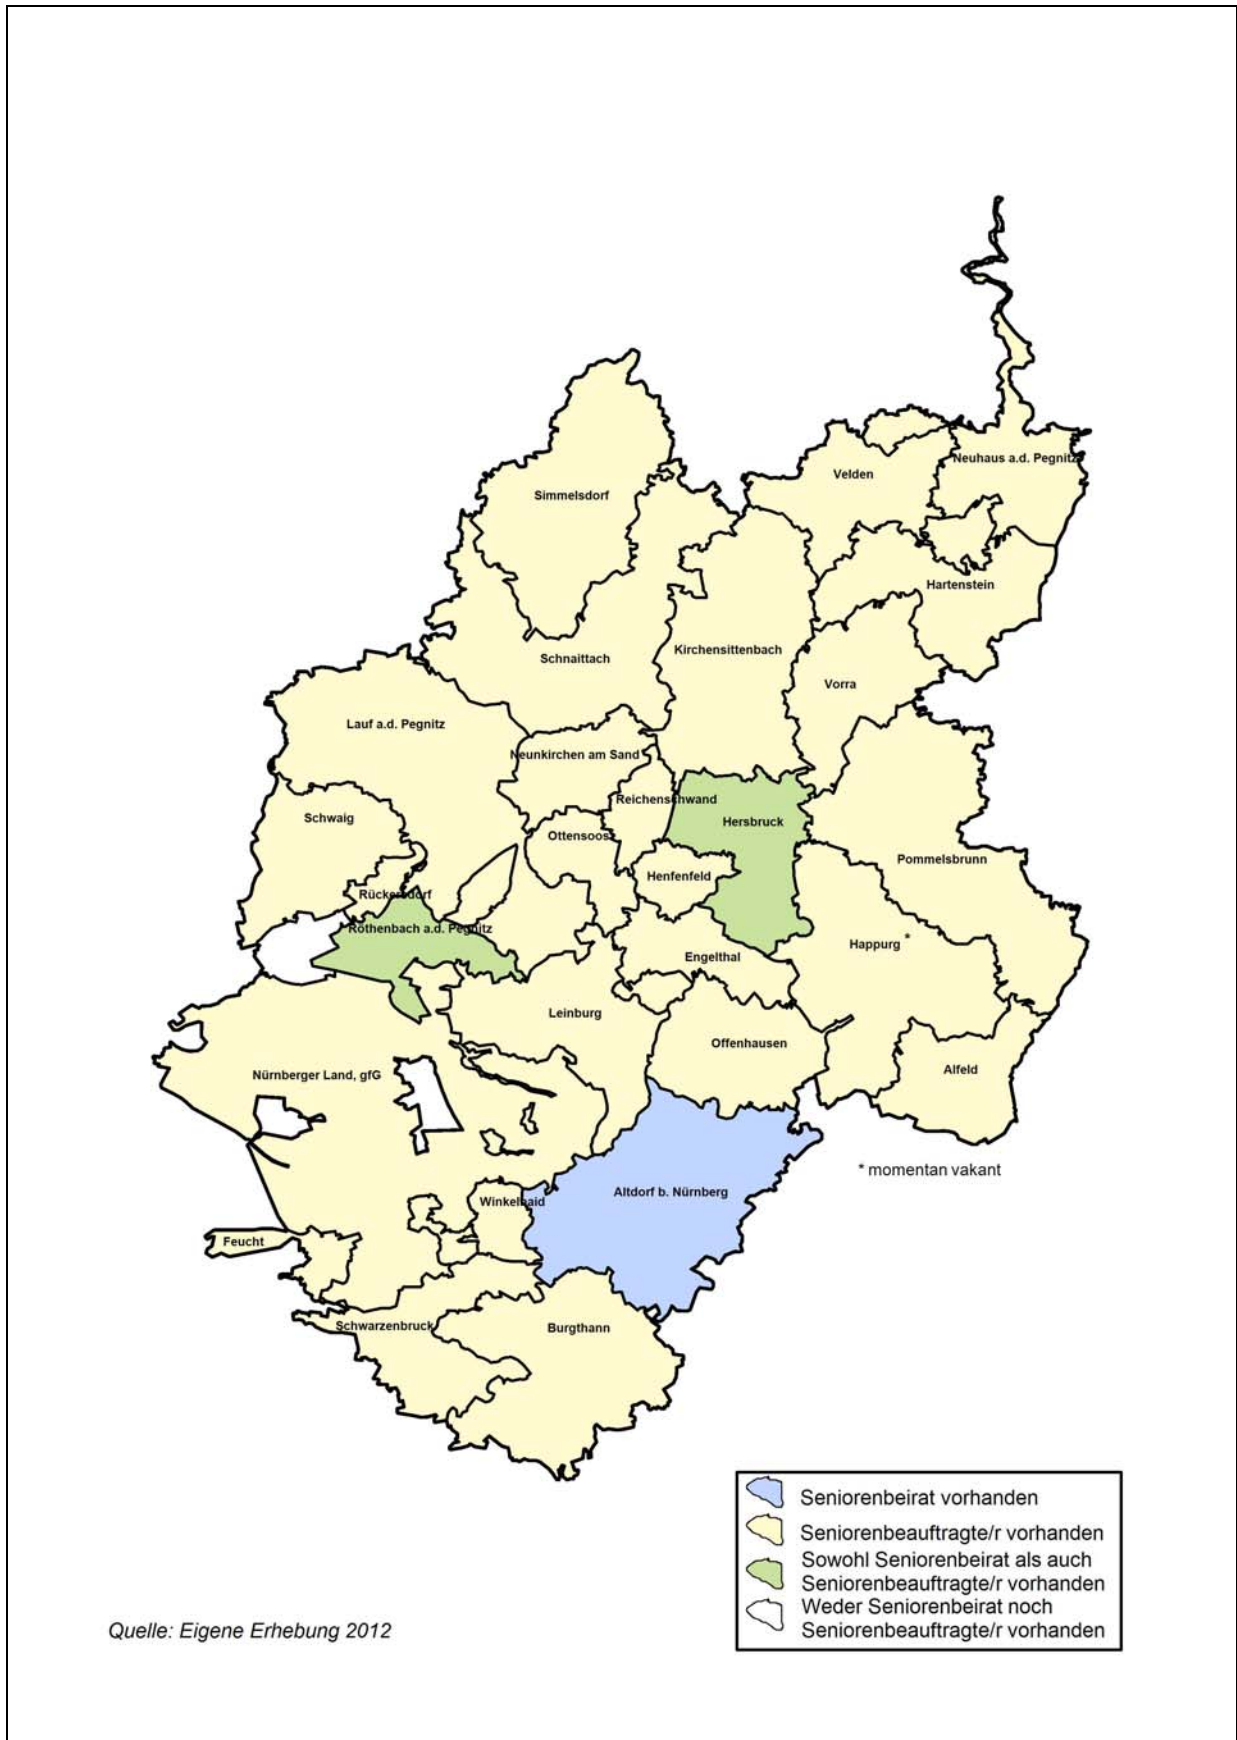 Neuhaus a.d. Pegnitz
Velden
Simmelsdorf
Hartenstein
Kirchensittenbach
Schnaittach
Vorra
Lauf a.d. Pegnitz
Neunkirchen am Sand
Reichenschwand
Schwaig
Hersbruck
Ottensoos
Pommelsbrunn
Henfenfeld
Rückersdorf
Röthenbach a.d. Pegnitz
Happurg *
Engelthal
Leinburg
Offenhausen
Alfeld
Nürnberger Land, gfG
* momentan vakant
Altdorf b. Nürnberg
Winkelhaid
Feucht
Schwarzenbruck
Burgthann
Seniorenbeirat vorhanden
Seniorenbeauftragte/r vorhanden
Sowohl Seniorenbeirat als auch
Seniorenbeauftragte/r vorhanden
Weder Seniorenbeirat noch
Seniorenbeauftragte/r vorhanden
Quelle: Eigene Erhebung 2012